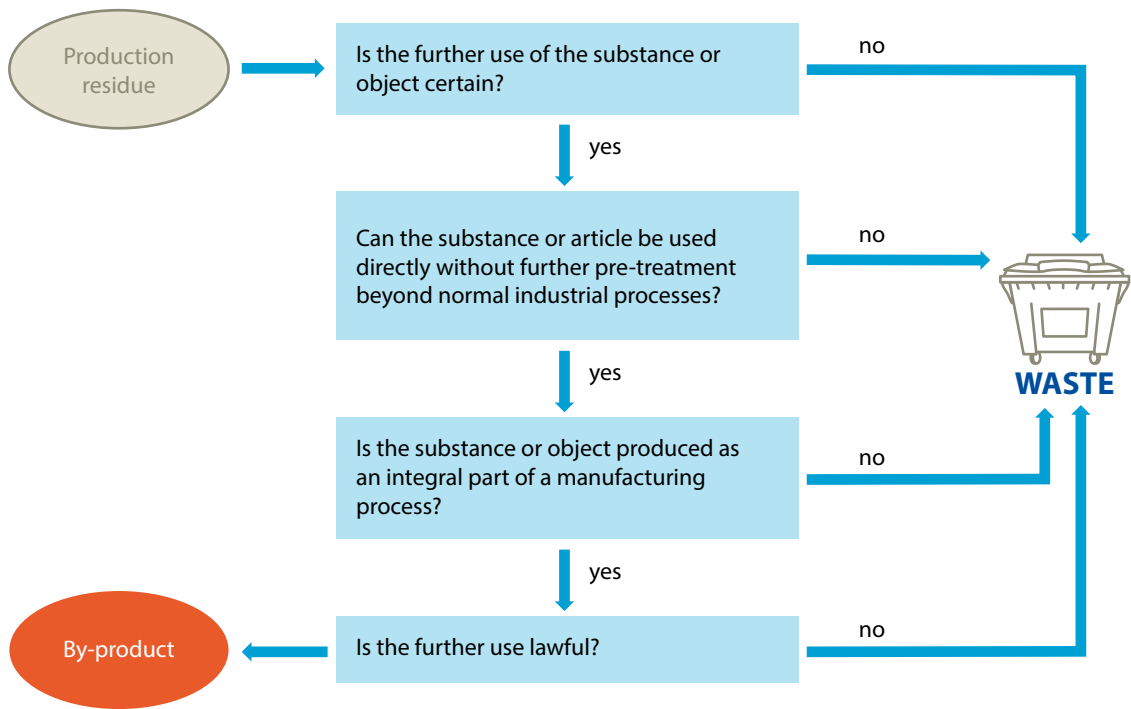 Production
residue
Is the further use of the substance or
object certain?
no
yes
Can the substance or article be used
directly without further pre-treatment
beyond normal industrial processes?
no
WASTE
yes
Is the substance or object produced as
an integral part of a manufacturing
process?
no
yes
By-product
Is the further use lawful?
no